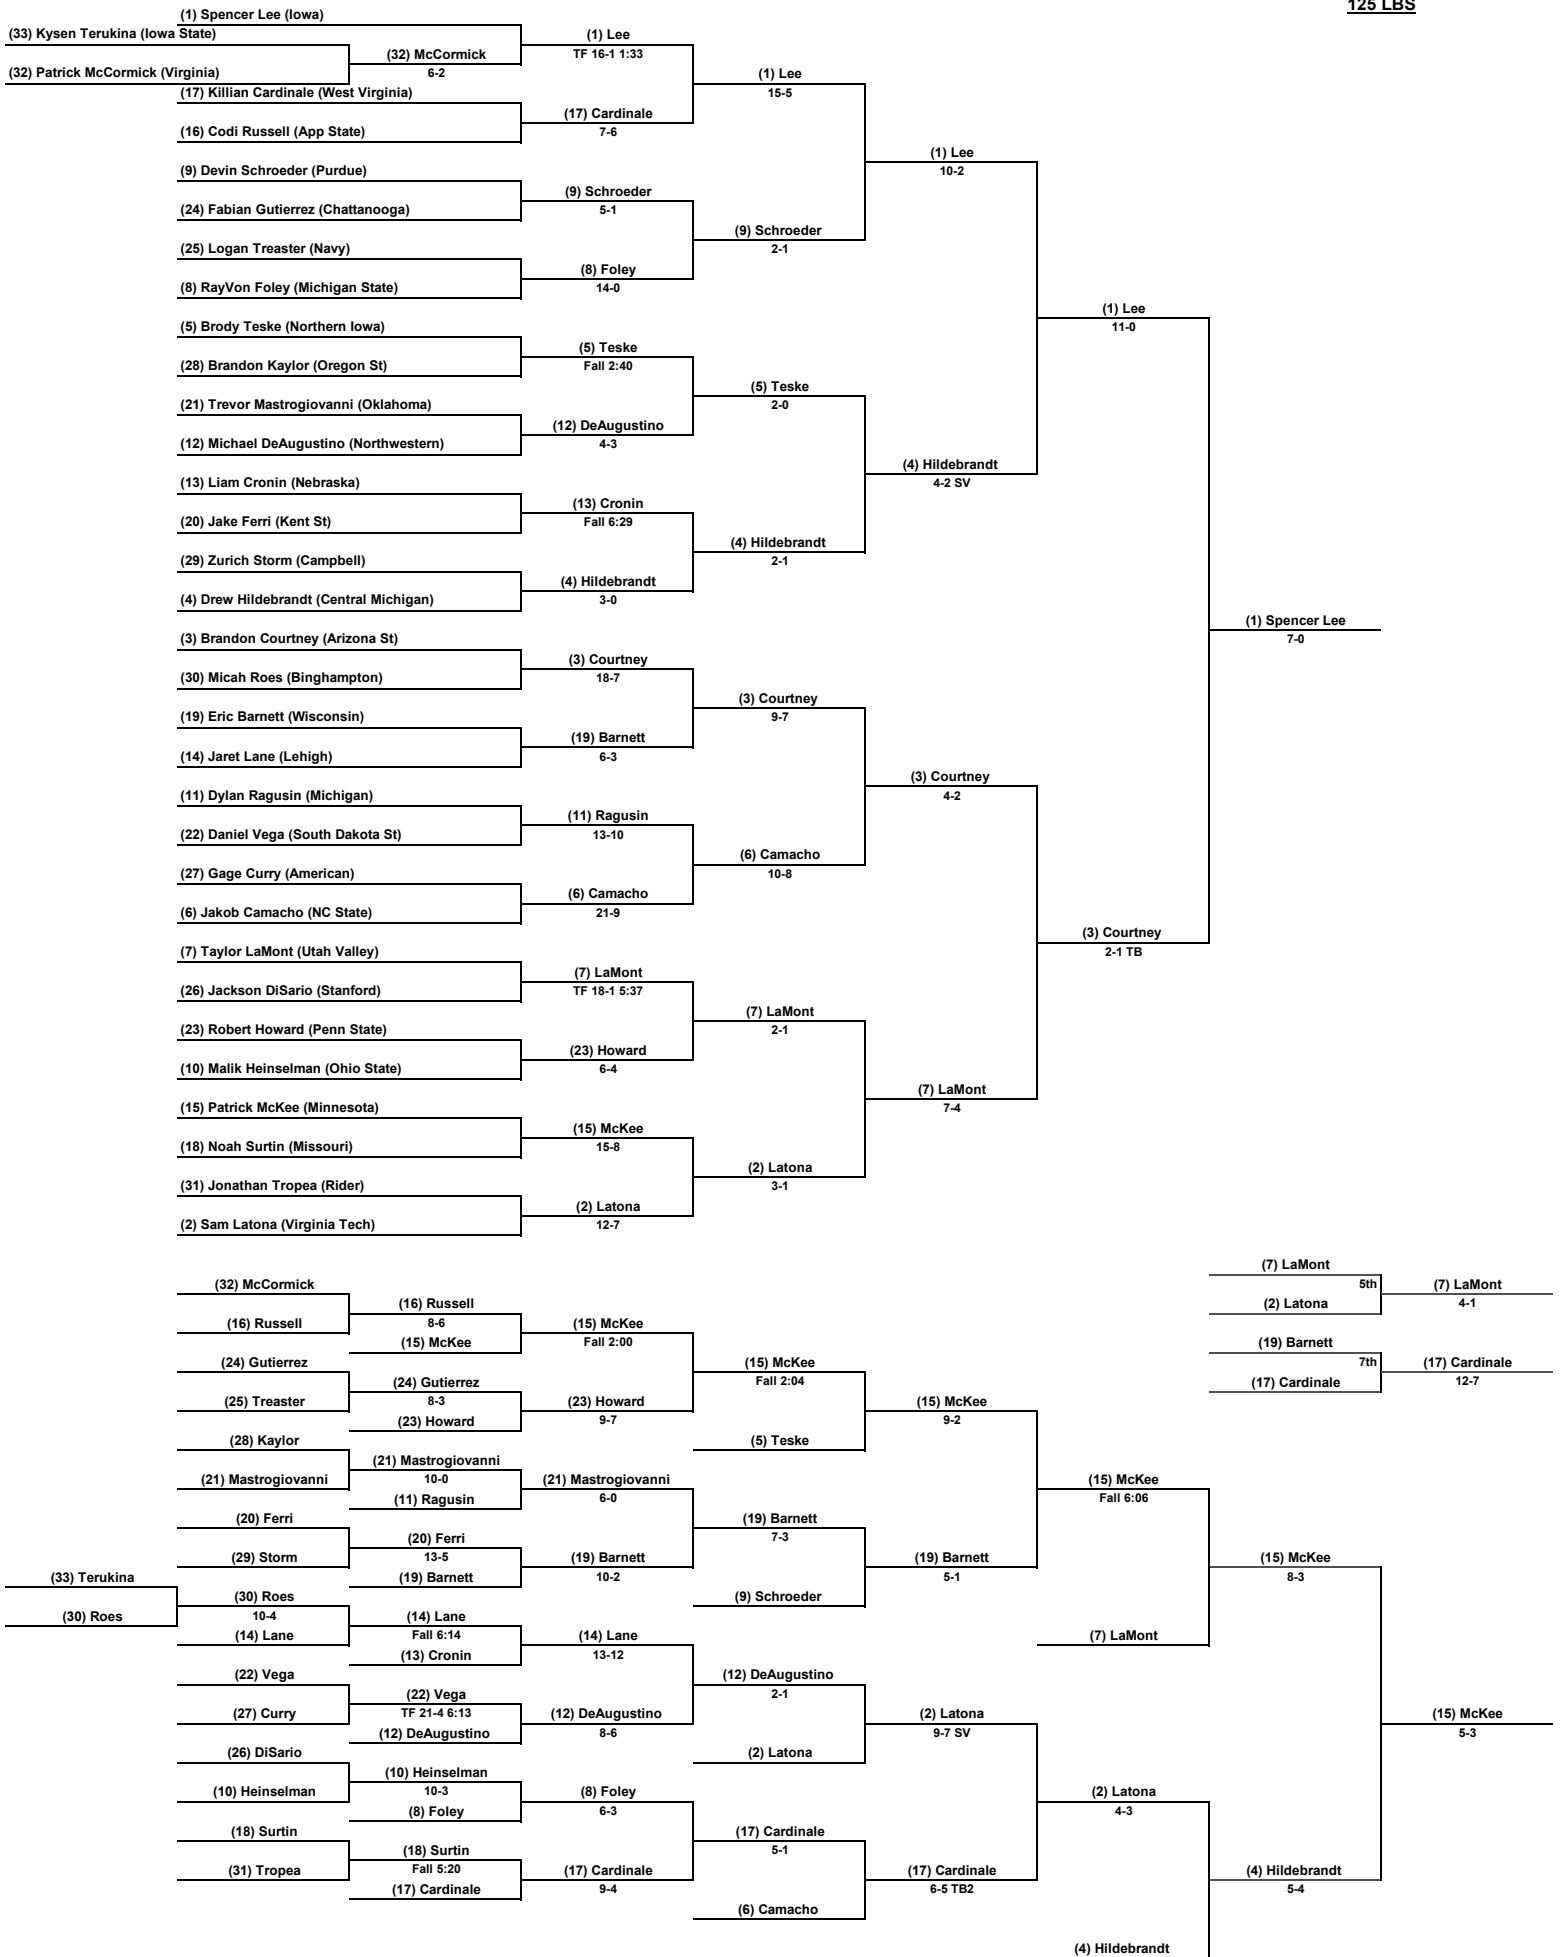 125 LBS
(1) Spencer Lee (Iowa)
(33) Kysen Terukina (Iowa State)
(1) Lee
(32) McCormick
TF 16-1 1:33
(32) Patrick McCormick (Virginia)
6-2
(1) Lee
(17) Killian Cardinale (West Virginia)
15-5
(17) Cardinale
(16) Codi Russell (App State)
7-6
(1) Lee
(9) Devin Schroeder (Purdue)
10-2
(9) Schroeder
(24) Fabian Gutierrez (Chattanooga)
5-1
(9) Schroeder
(25) Logan Treaster (Navy)
2-1
(8) Foley
(8) RayVon Foley (Michigan State)
14-0
(1) Lee
(5) Brody Teske (Northern Iowa)
11-0
(5) Teske
(28) Brandon Kaylor (Oregon St)
Fall 2:40
(5) Teske
(21) Trevor Mastrogiovanni (Oklahoma)
2-0
(12) DeAugustino
(12) Michael DeAugustino (Northwestern)
4-3
(4) Hildebrandt
(13) Liam Cronin (Nebraska)
4-2 SV
(13) Cronin
(20) Jake Ferri (Kent St)
Fall 6:29
(4) Hildebrandt
(29) Zurich Storm (Campbell)
2-1
(4) Hildebrandt
(4) Drew Hildebrandt (Central Michigan)
3-0
(1) Spencer Lee
(3) Brandon Courtney (Arizona St)
7-0
(3) Courtney
(30) Micah Roes (Binghampton)
18-7
(3) Courtney
(19) Eric Barnett (Wisconsin)
9-7
(19) Barnett
(14) Jaret Lane (Lehigh)
6-3
(3) Courtney
(11) Dylan Ragusin (Michigan)
4-2
(11) Ragusin
(22) Daniel Vega (South Dakota St)
13-10
(6) Camacho
(27) Gage Curry (American)
10-8
(6) Camacho
(6) Jakob Camacho (NC State)
21-9
(3) Courtney
(7) Taylor LaMont (Utah Valley)
2-1 TB
(7) LaMont
(26) Jackson DiSario (Stanford)
TF 18-1 5:37
(7) LaMont
(23) Robert Howard (Penn State)
2-1
(23) Howard
(10) Malik Heinselman (Ohio State)
6-4
(7) LaMont
(15) Patrick McKee (Minnesota)
7-4
(15) McKee
(18) Noah Surtin (Missouri)
15-8
(2) Latona
(31) Jonathan Tropea (Rider)
3-1
(2) Latona
(2) Sam Latona (Virginia Tech)
12-7
(7) LaMont
(32) McCormick
5th
(7) LaMont
(16) Russell
(2) Latona
4-1
(16) Russell
8-6
(15) McKee
(15) McKee
Fall 2:00
(19) Barnett
(24) Gutierrez
(15) McKee
7th
(17) Cardinale
(24) Gutierrez
Fall 2:04
(17) Cardinale
12-7
(25) Treaster
8-3
(23) Howard
(15) McKee
(23) Howard
9-7
9-2
(28) Kaylor
(5) Teske
(21) Mastrogiovanni
(21) Mastrogiovanni
10-0
(21) Mastrogiovanni
(15) McKee
(11) Ragusin
6-0
Fall 6:06
(20) Ferri
(19) Barnett
(20) Ferri
7-3
(29) Storm
13-5
(19) Barnett
(19) Barnett
(15) McKee
(33) Terukina
(19) Barnett
10-2
5-1
8-3
(30) Roes
(9) Schroeder
(30) Roes
10-4
(14) Lane
(14) Lane
Fall 6:14
(14) Lane
(7) LaMont
(13) Cronin
13-12
(22) Vega
(12) DeAugustino
(22) Vega
2-1
(27) Curry
TF 21-4 6:13
(12) DeAugustino
(2) Latona
(15) McKee
(12) DeAugustino
8-6
9-7 SV
5-3
(26) DiSario
(2) Latona
(10) Heinselman
(10) Heinselman
10-3
(8) Foley
(2) Latona
(8) Foley
6-3
4-3
(18) Surtin
(17) Cardinale
(18) Surtin
5-1
(31) Tropea
Fall 5:20
(17) Cardinale
(17) Cardinale
(4) Hildebrandt
(17) Cardinale
9-4
6-5 TB2
5-4
(6) Camacho
(4) Hildebrandt